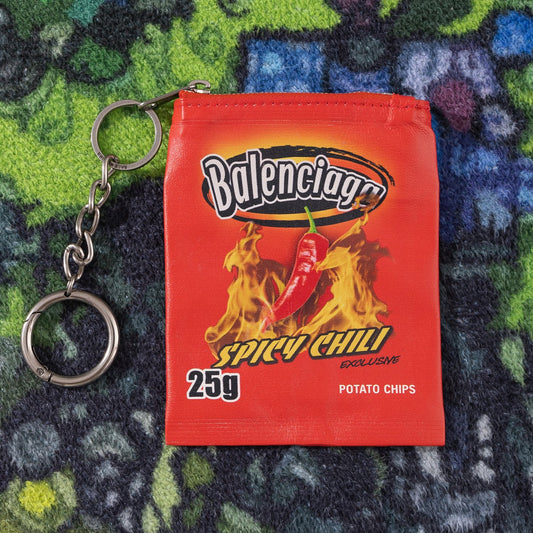 Balenciaga
SPICY CHILI
EXCLUSIVE
25g
POTATO CHIPS